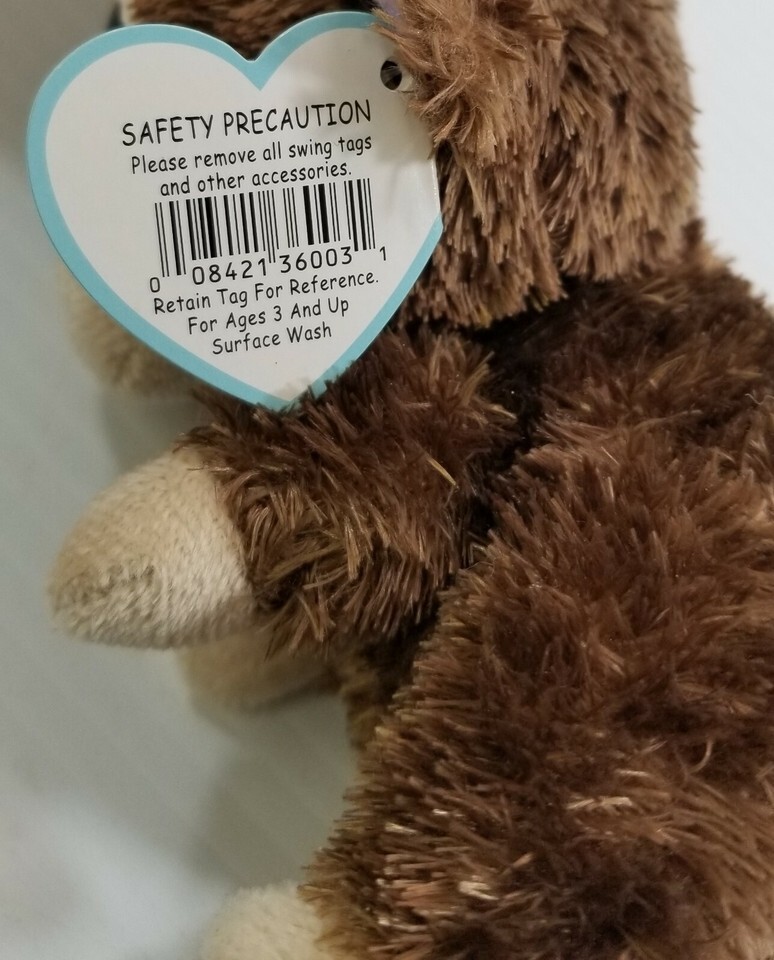 SAFETY PRECAUTION
Please remove all swing tags
and other accessories.
0 08421 36003 1
Retain Tag For Reference.
For Ages 3 And Up
Surface Wash